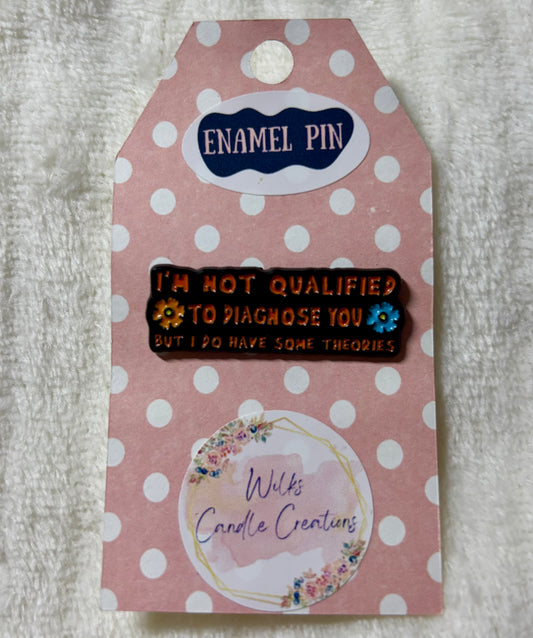 ENAMEL PIN
I'M NOT QUALIFIED
TO DIAGNOSE YOU
BUT I DO HAVE SOME THEORIES
Wilks
Candle Creations